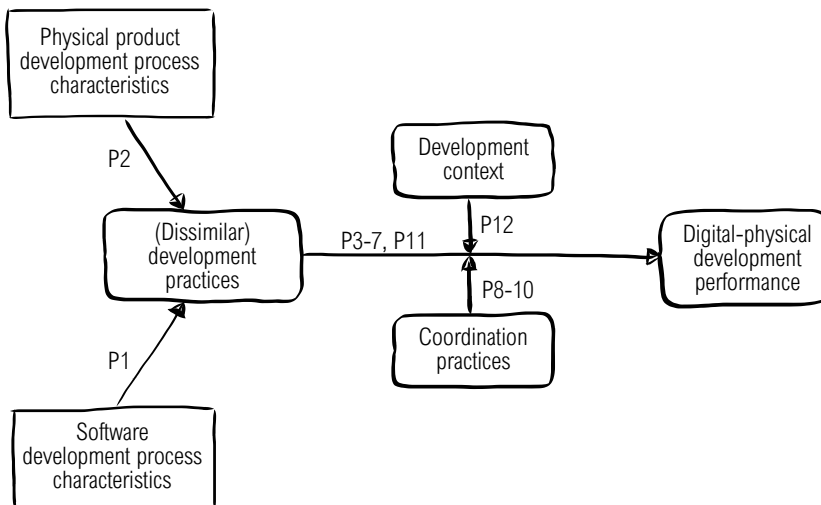 Physical product
development process
characteristics
P2
Development
context
(Dissimilar)
development
practices
P3-7, P11
P12
Digital-physical
development
performance
P8-10
Coordination
practices
P1
Software
development process
characteristics